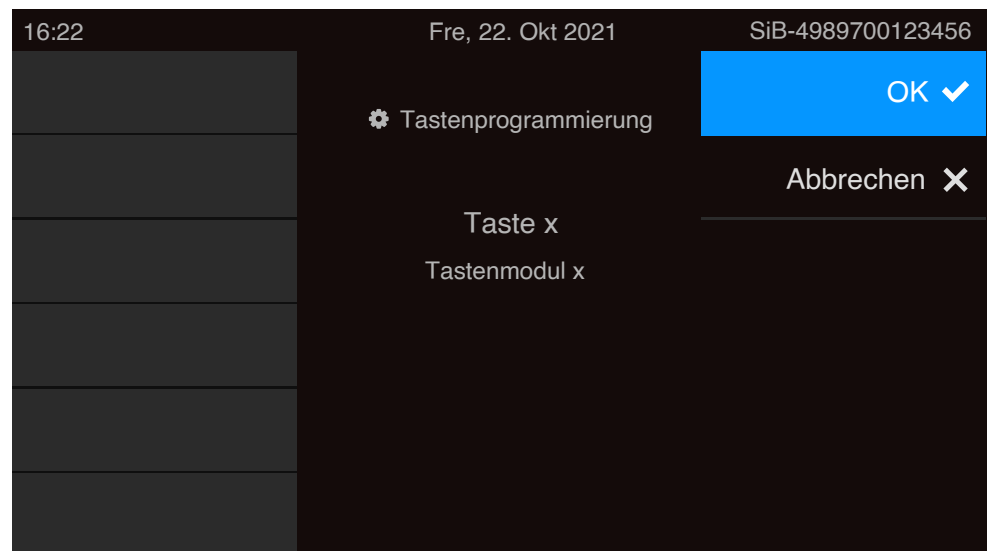 16:22 Fre, 22. Okt 2021 SiB-4989700123456
OK
Tastenprogrammierung
Abbrechen
Taste x
Tastenmodul x